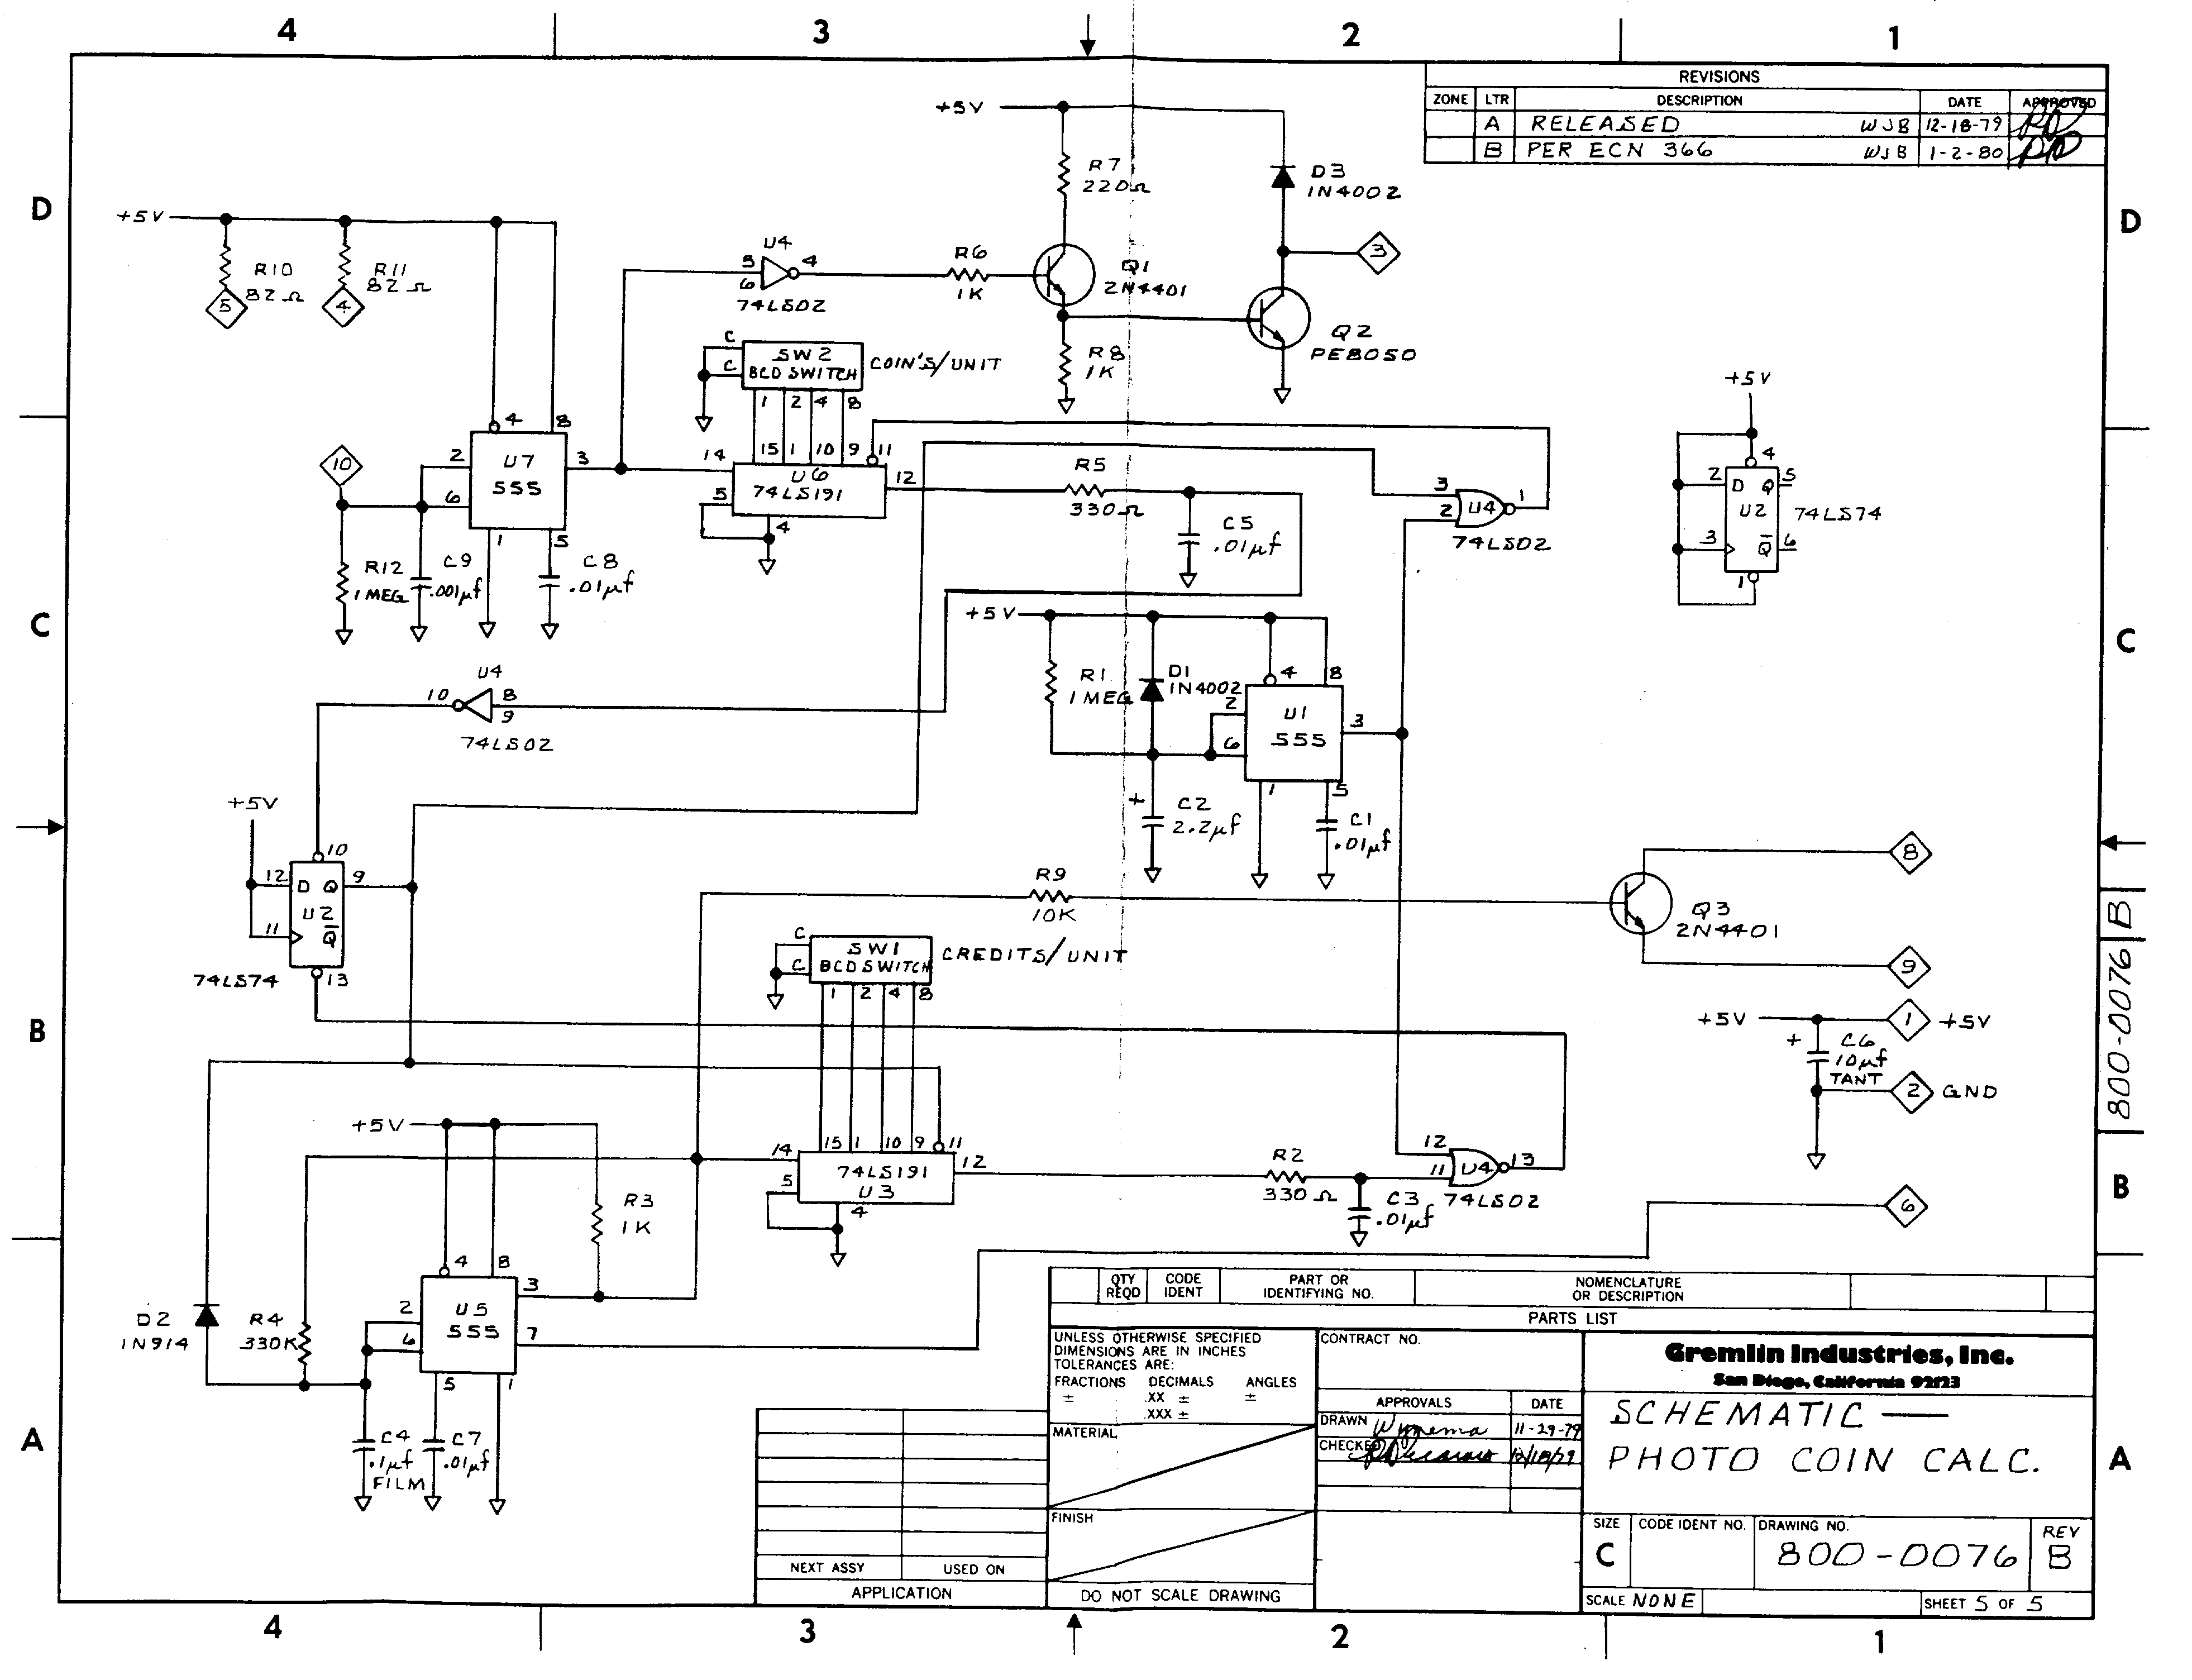 4 3 2 1
REVISIONS
ZONE LTR DESCRIPTION DATE APPROVED
A RELEASED WJB 12-18-79
B PER ECN 366 WJB 1-2-80
D
D
+5V
R7
220Ω
D3
1N4002
3
+5V
R10
82Ω
5
R11
82Ω
4
U4
5 4
6
74LS02
R6
1K
Q1
2N4401
Q2
PE8050
R8
1K
C
C
SW2
BCD SWITCH
COIN'S/UNIT
1 2 4 8
+5V
4
2 D Q 5
U2
74LS74
3 Q̅ 6
1
10
4 8
2 U7 3
6 555
1 5
14 15 1 10 9 11
U6
74LS191
12
5
4
R5
330Ω
C5
.01µf
3
2 U4 1
74LS02
R12
1MEG
C9
.001µf
C8
.01µf
C
C
+5V
R1
1MEG
D1
1N4002
4 8
2 U1 3
6 555
1 5
+ C2
2.2µf
C1
.01µf
U4
10 8
9
74LS02
+5V
10
12 D Q 9
U2
11 Q̅
74LS74
13
R9
10K
8
Q3
2N4401
9
C
C
SW1
BCD SWITCH
CREDITS/UNIT
1 2 4 8
+5V 1 +5V
+ C6
10µf
TANT
2 GND
B
B
800-0076 B
+5V
14 15 1 10 9 11
74LS191
U3
12
5
4
R2
330Ω
C3
.01µf
12
11 U4 13
74LS02
6
R3
1K
4 8
2 U5 3
6 555 7
5 1
D2
1N914
R4
330K
C4
.1µf
FILM
C7
.01µf
A
A
QTY
REQD
CODE
IDENT
PART OR
IDENTIFYING NO.
NOMENCLATURE
OR DESCRIPTION
PARTS LIST
UNLESS OTHERWISE SPECIFIED
DIMENSIONS ARE IN INCHES
TOLERANCES ARE:
FRACTIONS DECIMALS ANGLES
± .XX ± ±
.XXX ±
MATERIAL
FINISH
DO NOT SCALE DRAWING
CONTRACT NO.
APPROVALS DATE
DRAWN 11-29-79
CHECKED 12/18/79
Gremlin Industries, Inc.
San Diego, California 92123
SCHEMATIC —
PHOTO COIN CALC.
SIZE CODE IDENT NO. DRAWING NO. REV
C 800-0076 B
SCALE NONE SHEET 5 OF 5
NEXT ASSY USED ON
APPLICATION
4 3 2 1